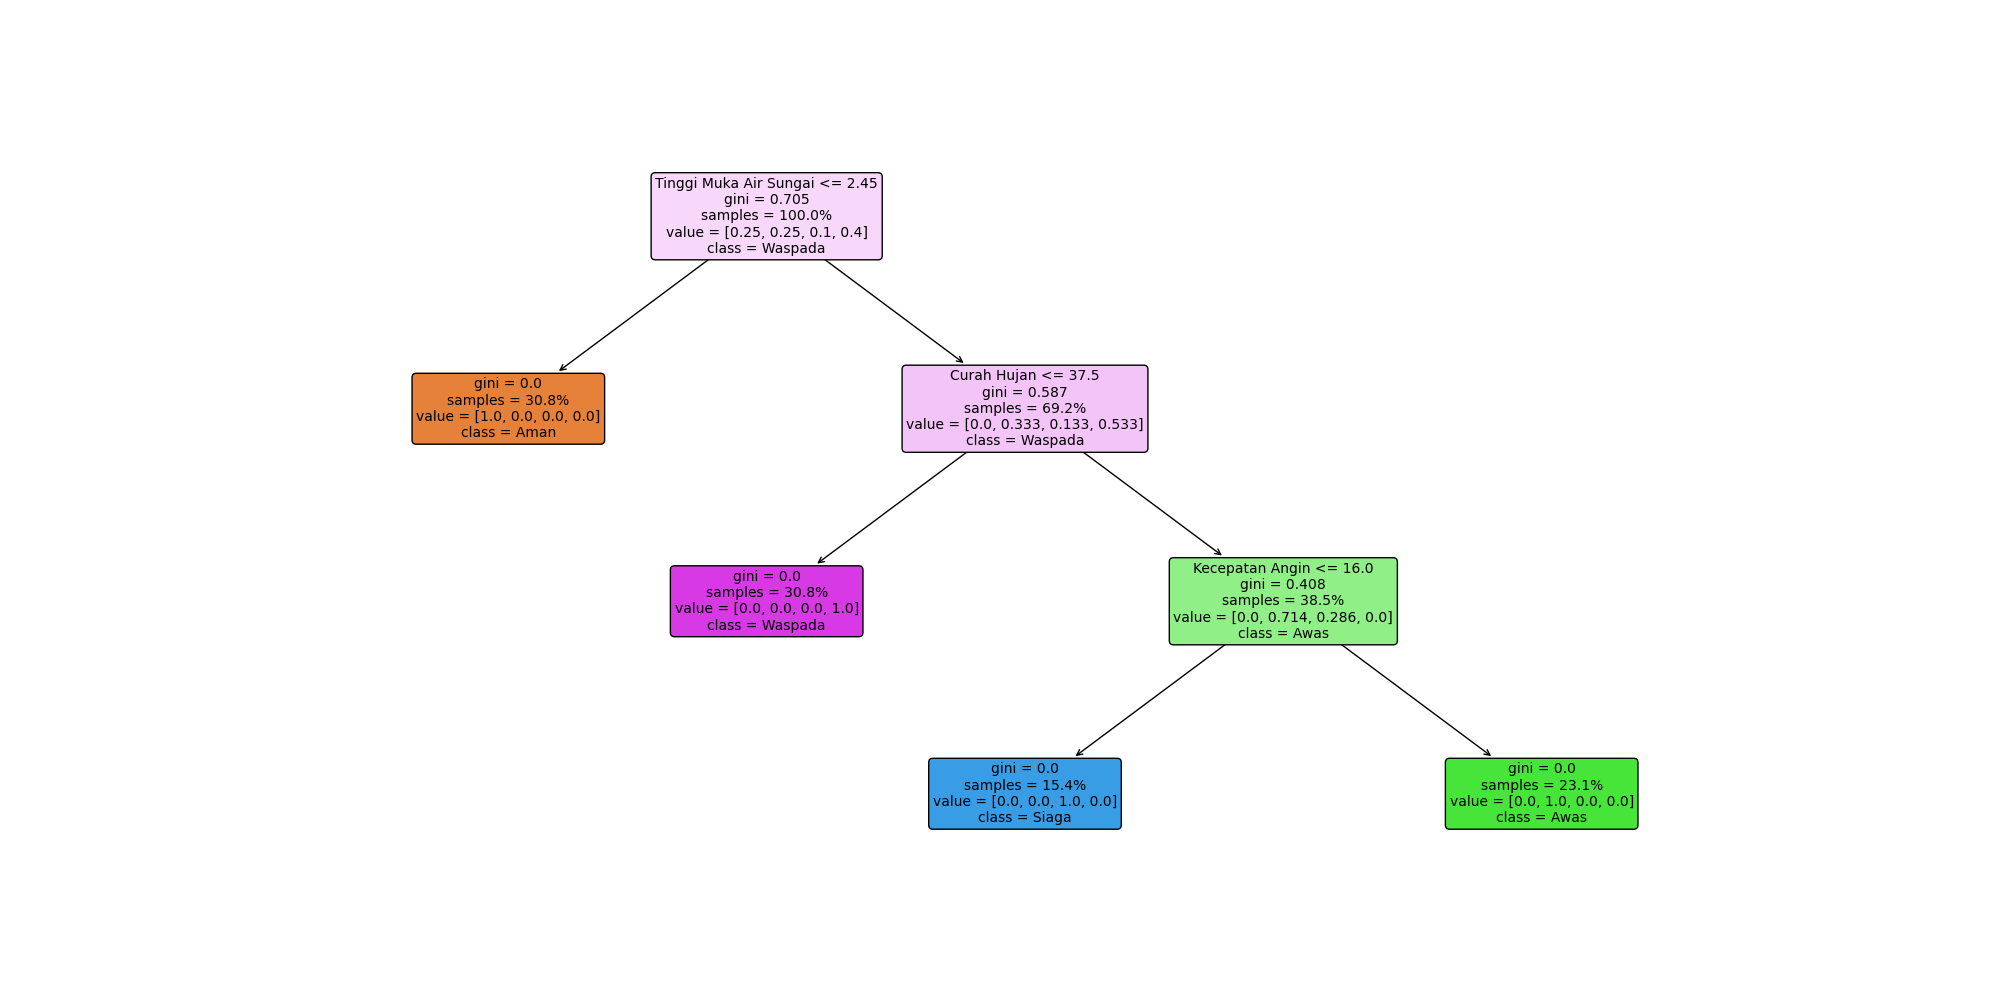 Tinggi Muka Air Sungai <= 2.45
gini = 0.705
samples = 100.0%
value = [0.25, 0.25, 0.1, 0.4]
class = Waspada
gini = 0.0
samples = 30.8%
value = [1.0, 0.0, 0.0, 0.0]
class = Aman
Curah Hujan <= 37.5
gini = 0.587
samples = 69.2%
value = [0.0, 0.333, 0.133, 0.533]
class = Waspada
gini = 0.0
samples = 30.8%
value = [0.0, 0.0, 0.0, 1.0]
class = Waspada
Kecepatan Angin <= 16.0
gini = 0.408
samples = 38.5%
value = [0.0, 0.714, 0.286, 0.0]
class = Awas
gini = 0.0
samples = 15.4%
value = [0.0, 0.0, 1.0, 0.0]
class = Siaga
gini = 0.0
samples = 23.1%
value = [0.0, 1.0, 0.0, 0.0]
class = Awas